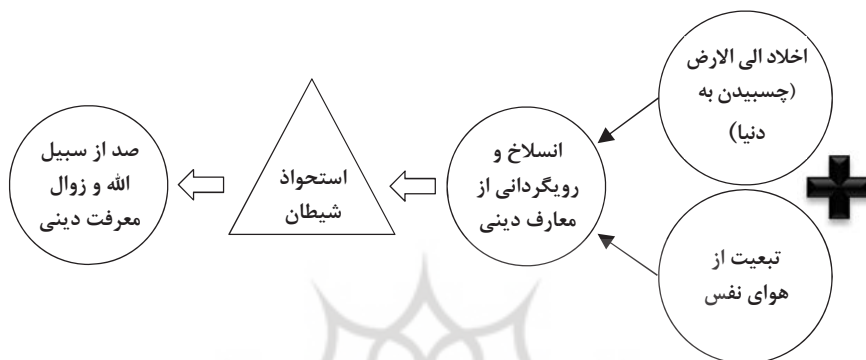 اخلاد الی الارض
(چسبیدن به
دنیا)
تبعیت از
هوای نفس
انسلاخ و
رویگردانی از
معارف دینی
استحواذ
شیطان
صد از سبیل
الله و زوال
معرفت دینی